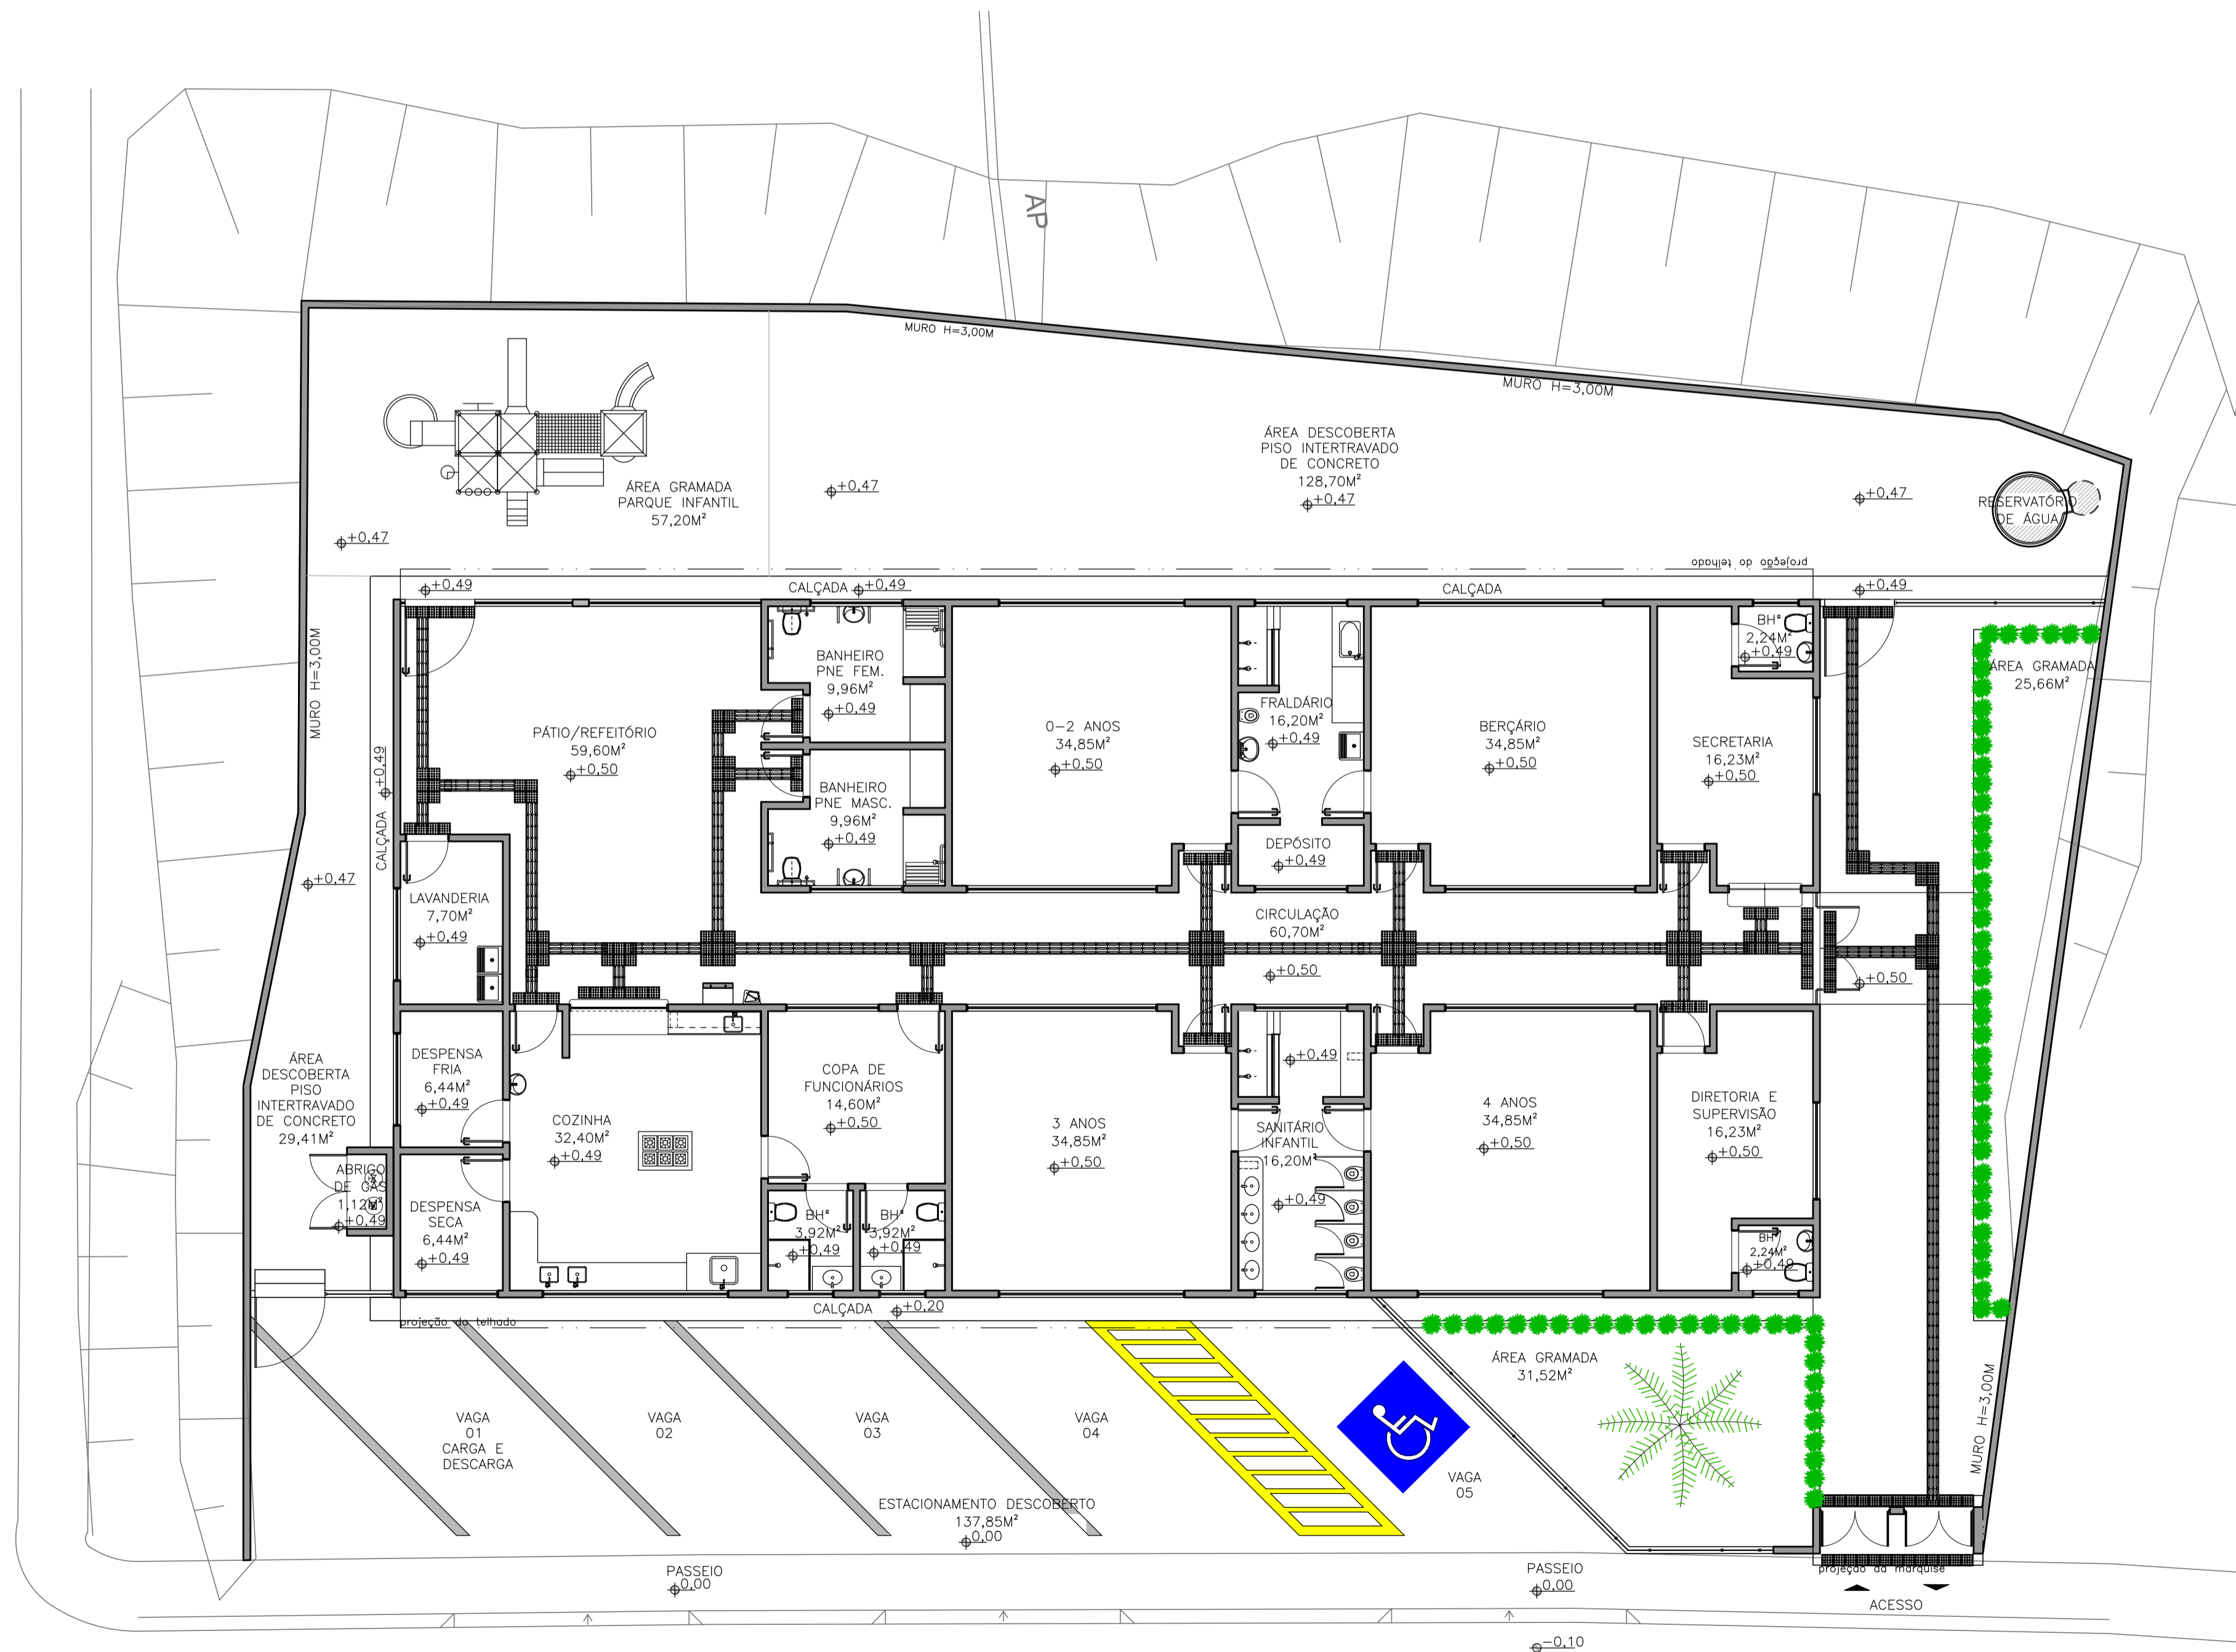 AP
MURO H=3,00M
MURO H=3,00M
ÁREA DESCOBERTA
PISO INTERTRAVADO
DE CONCRETO
128,70M²
+0,47
ÁREA GRAMADA
PARQUE INFANTIL
57,20M²
+0,47
+0,47
+0,47
RESERVATÓRIO
DE ÁGUA
projeção do telhado
+0,49
CALÇADA
+0,49
CALÇADA
+0,49
MURO H=3,00M
CALÇADA
+0,49
PÁTIO/REFEITÓRIO
59,60M²
+0,50
BANHEIRO
PNE FEM.
9,96M²
+0,49
BANHEIRO
PNE MASC.
9,96M²
+0,49
0-2 ANOS
34,85M²
+0,50
FRALDÁRIO
16,20M²
+0,49
DEPÓSITO
+0,49
BERÇÁRIO
34,85M²
+0,50
SECRETARIA
16,23M²
+0,50
BHº
2,24M²
+0,49
ÁREA GRAMADA
25,66M²
+0,47
LAVANDERIA
7,70M²
+0,49
CIRCULAÇÃO
60,70M²
+0,50
+0,50
ÁREA
DESCOBERTA
PISO
INTERTRAVADO
DE CONCRETO
29,41M²
ABRIGO
DE GÁS
1,12M²
+0,49
DESPENSA
FRIA
6,44M²
+0,49
DESPENSA
SECA
6,44M²
+0,49
COZINHA
32,40M²
+0,49
COPA DE
FUNCIONÁRIOS
14,60M²
+0,50
BHº
3,92M²
+0,49
BHº
3,92M²
+0,49
3 ANOS
34,85M²
+0,50
+0,49
SANITÁRIO
INFANTIL
16,20M²
+0,49
4 ANOS
34,85M²
+0,50
DIRETORIA E
SUPERVISÃO
16,23M²
+0,50
BHº
2,24M²
+0,49
CALÇADA
+0,20
projeção do telhado
VAGA
01
CARGA E
DESCARGA
VAGA
02
VAGA
03
VAGA
04
VAGA
05
ÁREA GRAMADA
31,52M²
MURO H=3,00M
ESTACIONAMENTO DESCOBERTO
137,85M²
0,00
PASSEIO
0,00
PASSEIO
0,00
projeção da marquise
ACESSO
-0,10